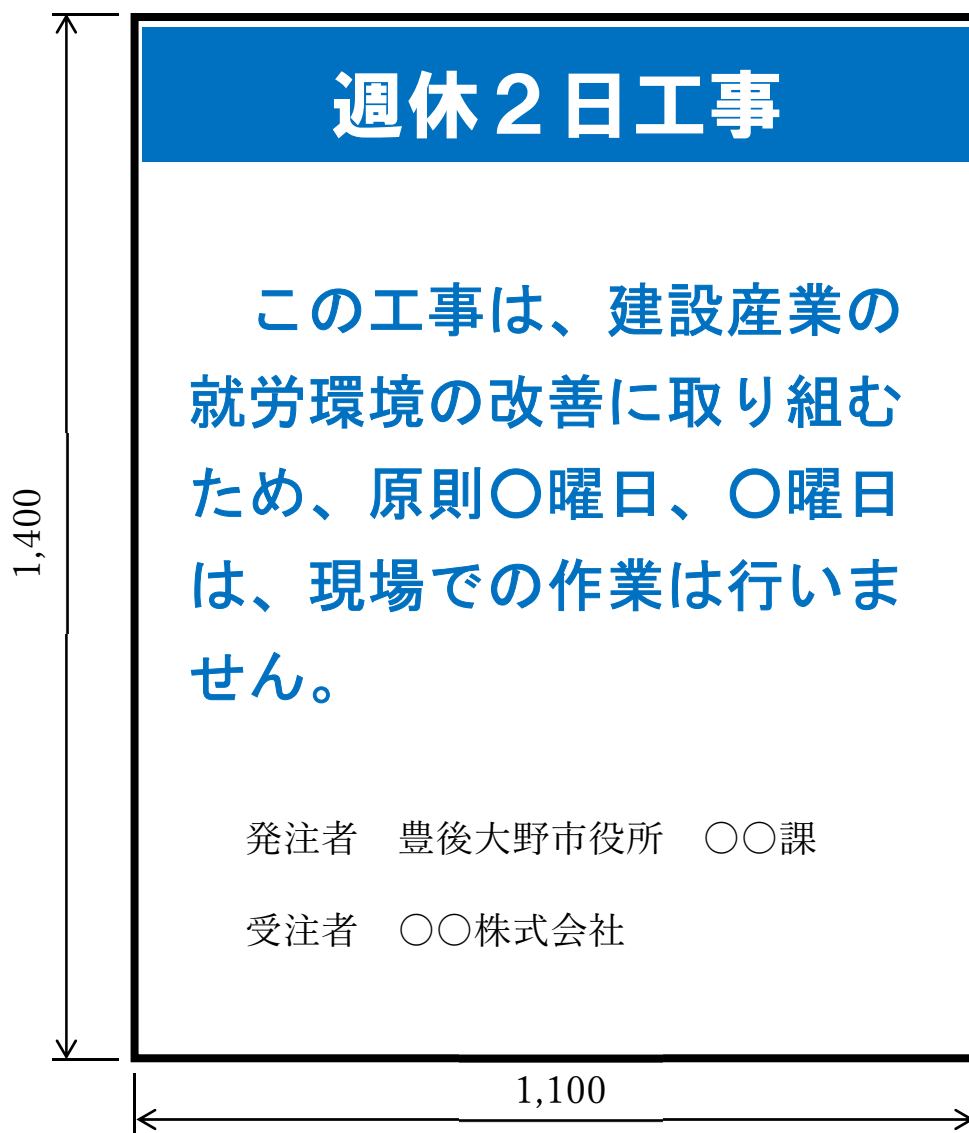 週休２日工事
この工事は、建設産業の
就労環境の改善に取り組む
ため、原則〇曜日、〇曜日
は、現場での作業は行いま
せん。
発注者　豊後大野市役所　○○課
受注者　○○株式会社
1,400
1,100